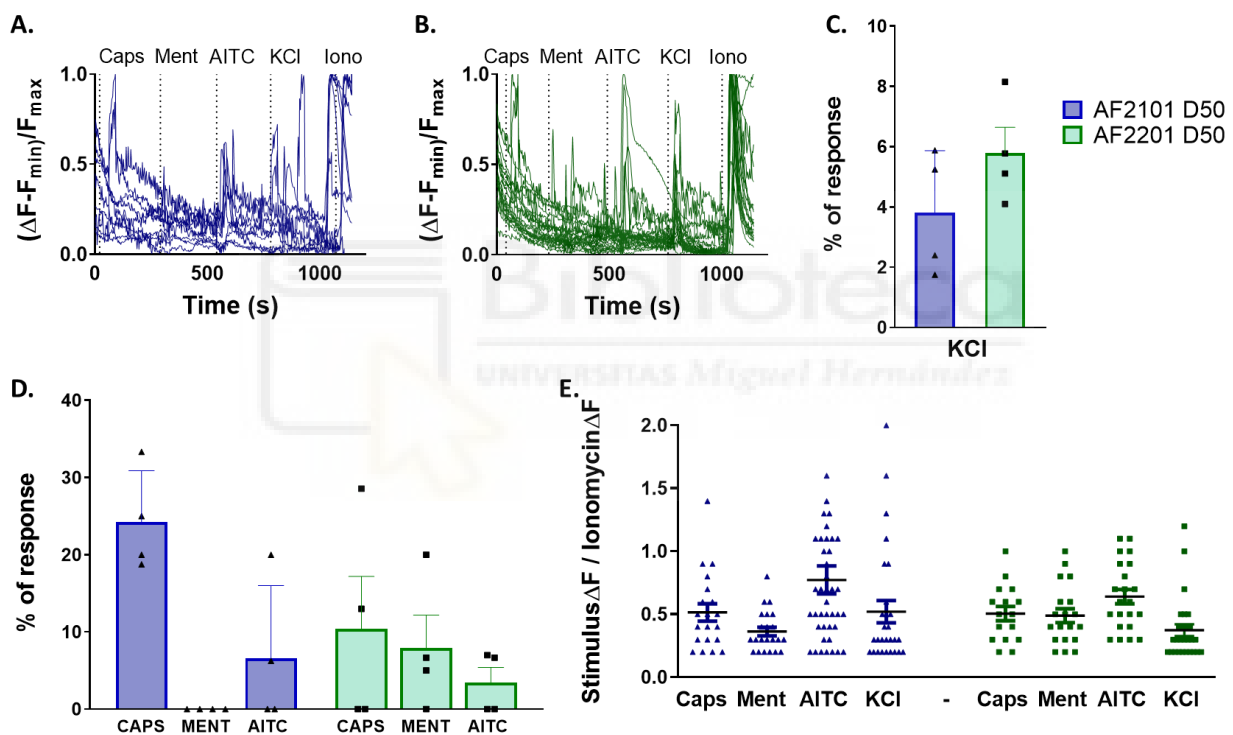 A.
Caps Ment AITC KCl Iono
(ΔF-Fmin)/Fmax
1.0
0.5
0.0
0 500 1000
Time (s)
B.
Caps Ment AITC KCl Iono
(ΔF-Fmin)/Fmax
1.0
0.5
0.0
0 500 1000
Time (s)
C.
% of response
10
8
6
4
2
0
KCl
AF2101 D50
AF2201 D50
Biblioteca
UNIVERSITAS Miguel Hernández
D.
% of response
40
30
20
10
0
CAPS MENT AITC CAPS MENT AITC
E.
StimulusΔF / IonomycinΔF
2.0
1.5
1.0
0.5
0.0
Caps Ment AITC KCl - Caps Ment AITC KCl